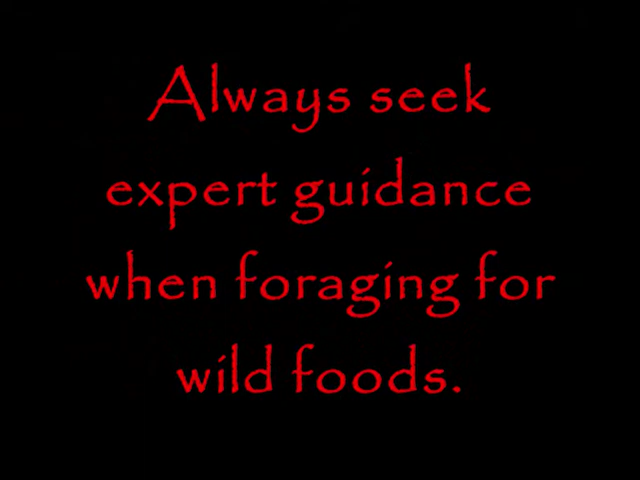 Always seek
expert guidance
when foraging for
wild foods.